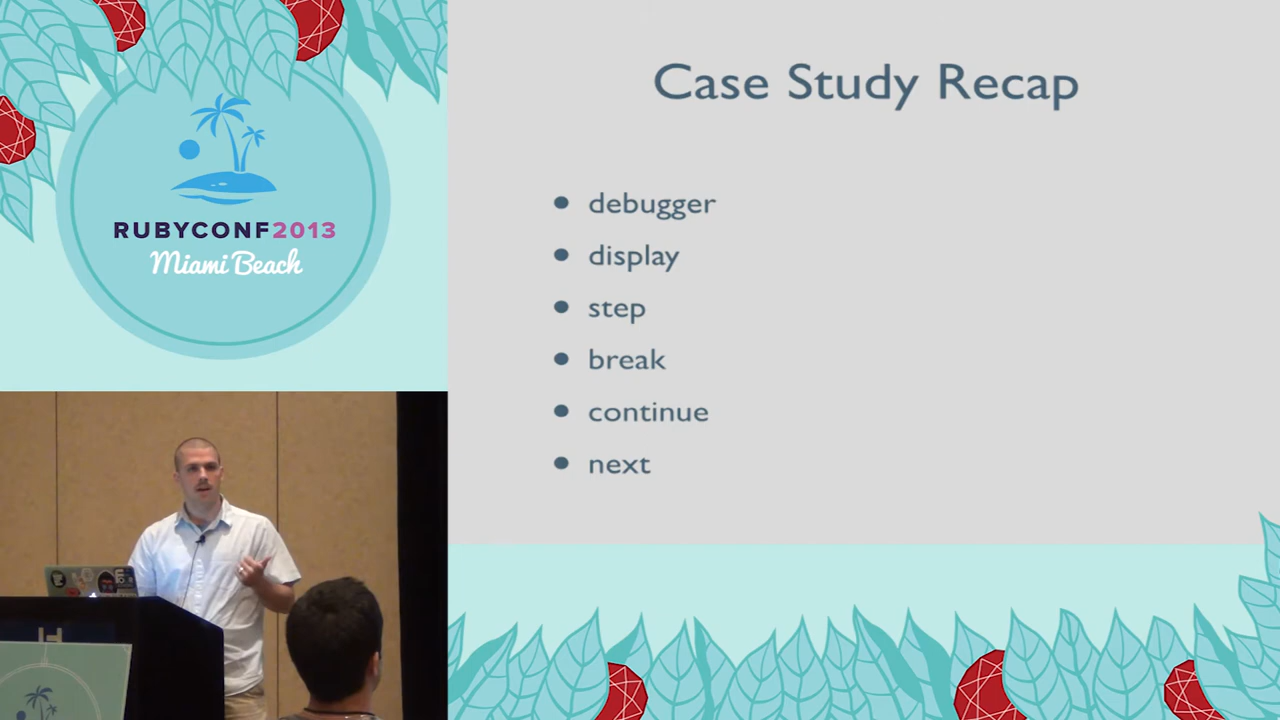 RUBYCONF2013
Miami Beach
Case Study Recap
• debugger
• display
• step
• break
• continue
• next